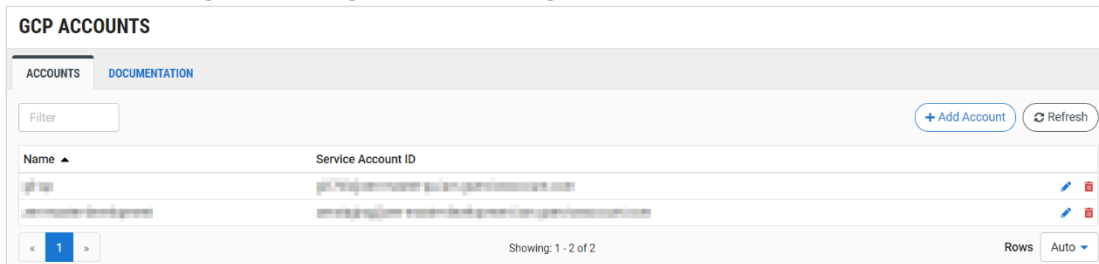 GCP ACCOUNTS
ACCOUNTS DOCUMENTATION
Filter + Add Account Refresh
Name ▲ Service Account ID
« 1 » Showing: 1 - 2 of 2 Rows Auto